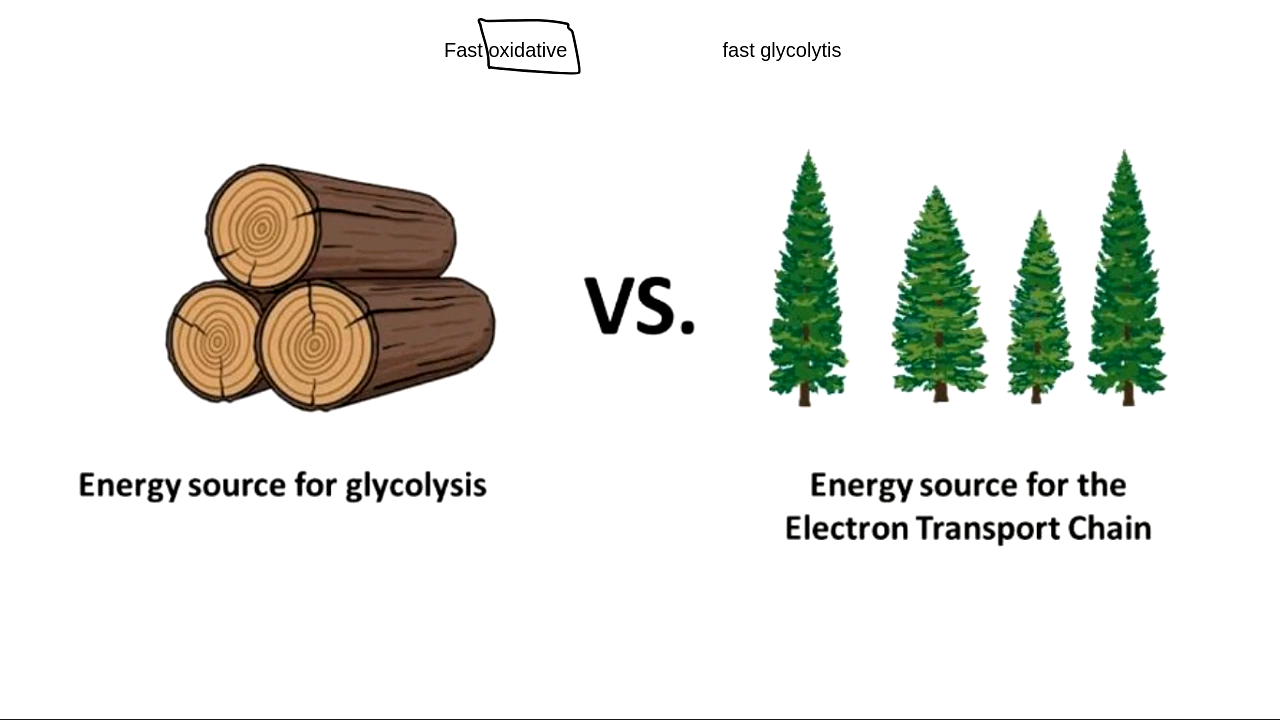 Fast oxidative
fast glycolytis
VS.
Energy source for glycolysis
Energy source for the
Electron Transport Chain